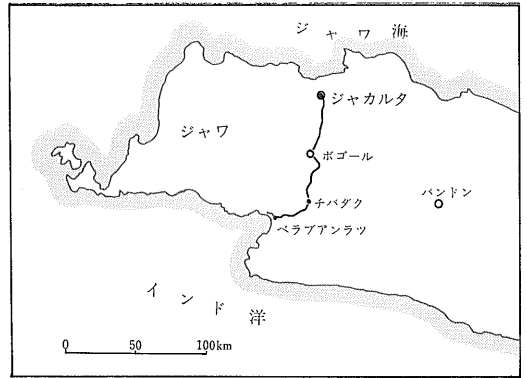 ジャワ海
ジャカルタ
ジャワ
ボゴール
バンドン
チバダク
ペラブアンラツ
インド洋
0 50 100km